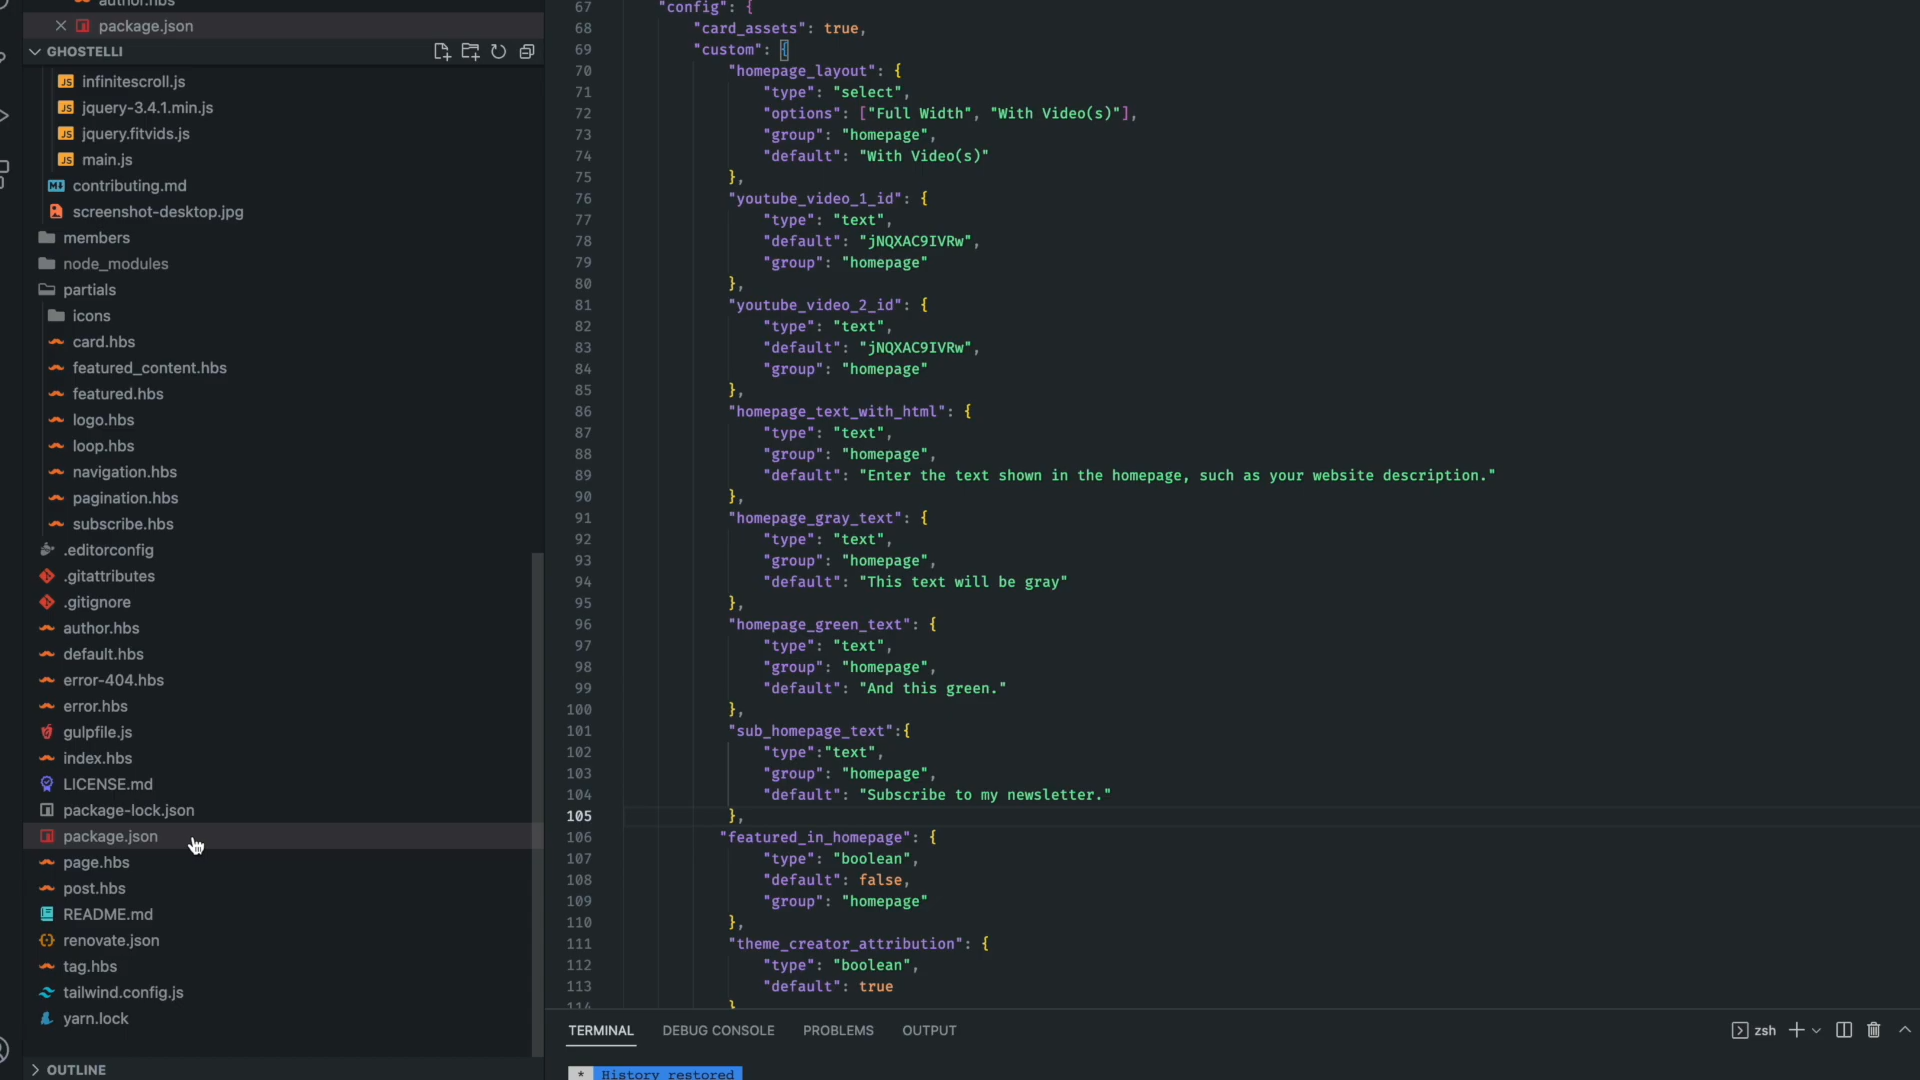 author.hbs
package.json
GHOSTELLI
JS infinitescroll.js
JS jquery-3.4.1.min.js
JS jquery.fitvids.js
JS main.js
contributing.md
screenshot-desktop.jpg
members
node_modules
partials
icons
card.hbs
featured_content.hbs
featured.hbs
logo.hbs
loop.hbs
navigation.hbs
pagination.hbs
subscribe.hbs
.editorconfig
.gitattributes
.gitignore
author.hbs
default.hbs
error-404.hbs
error.hbs
gulpfile.js
index.hbs
LICENSE.md
package-lock.json
package.json
page.hbs
post.hbs
README.md
renovate.json
tag.hbs
tailwind.config.js
yarn.lock
OUTLINE
67 "config": {
68 "card_assets": true,
69 "custom": {
70 "homepage_layout": {
71 "type": "select",
72 "options": ["Full Width", "With Video(s)"],
73 "group": "homepage",
74 "default": "With Video(s)"
75 },
76 "youtube_video_1_id": {
77 "type": "text",
78 "default": "jNQXAC9IVRw",
79 "group": "homepage"
80 },
81 "youtube_video_2_id": {
82 "type": "text",
83 "default": "jNQXAC9IVRw",
84 "group": "homepage"
85 },
86 "homepage_text_with_html": {
87 "type": "text",
88 "group": "homepage",
89 "default": "Enter the text shown in the homepage, such as your website description."
90 },
91 "homepage_gray_text": {
92 "type": "text",
93 "group": "homepage",
94 "default": "This text will be gray"
95 },
96 "homepage_green_text": {
97 "type": "text",
98 "group": "homepage",
99 "default": "And this green."
100 },
101 "sub_homepage_text":{
102 "type":"text",
103 "group": "homepage",
104 "default": "Subscribe to my newsletter."
105 },
106 "featured_in_homepage": {
107 "type": "boolean",
108 "default": false,
109 "group": "homepage"
110 },
111 "theme_creator_attribution": {
112 "type": "boolean",
113 "default": true
114 }
TERMINAL DEBUG CONSOLE PROBLEMS OUTPUT zsh
* History restored